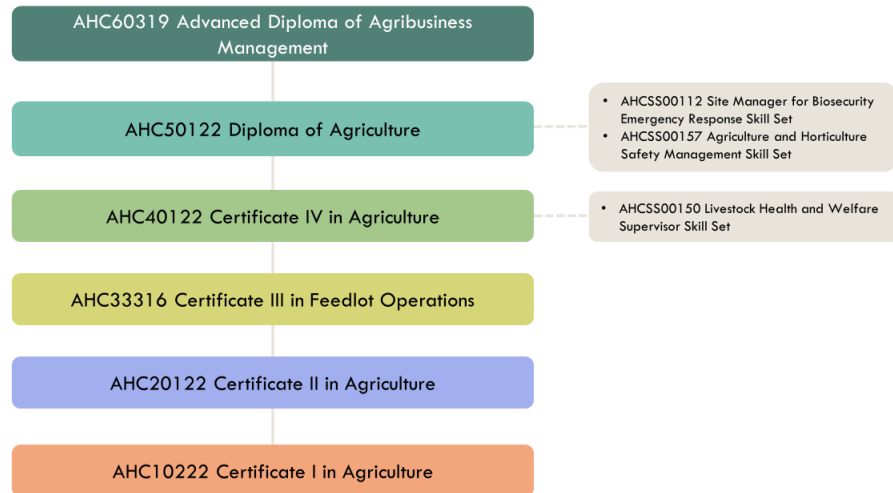 AHC60319 Advanced Diploma of Agribusiness
Management
AHC50122 Diploma of Agriculture
• AHCSS00112 Site Manager for Biosecurity
Emergency Response Skill Set
• AHCSS00157 Agriculture and Horticulture
Safety Management Skill Set
AHC40122 Certificate IV in Agriculture
• AHCSS00150 Livestock Health and Welfare
Supervisor Skill Set
AHC33316 Certificate III in Feedlot Operations
AHC20122 Certificate II in Agriculture
AHC10222 Certificate I in Agriculture